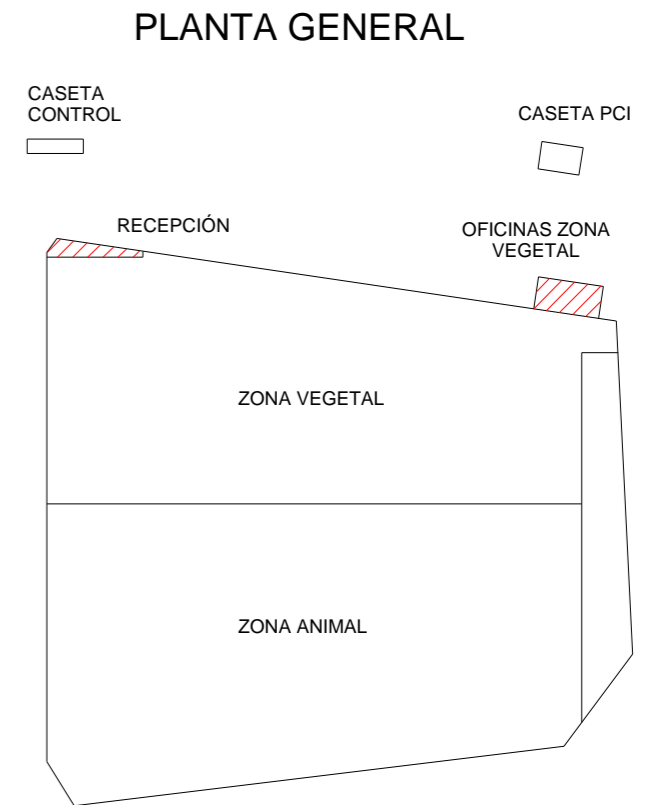 PLANTA GENERAL
CASETA
CONTROL
CASETA PCI
RECEPCIÓN
OFICINAS ZONA
VEGETAL
ZONA VEGETAL
ZONA ANIMAL